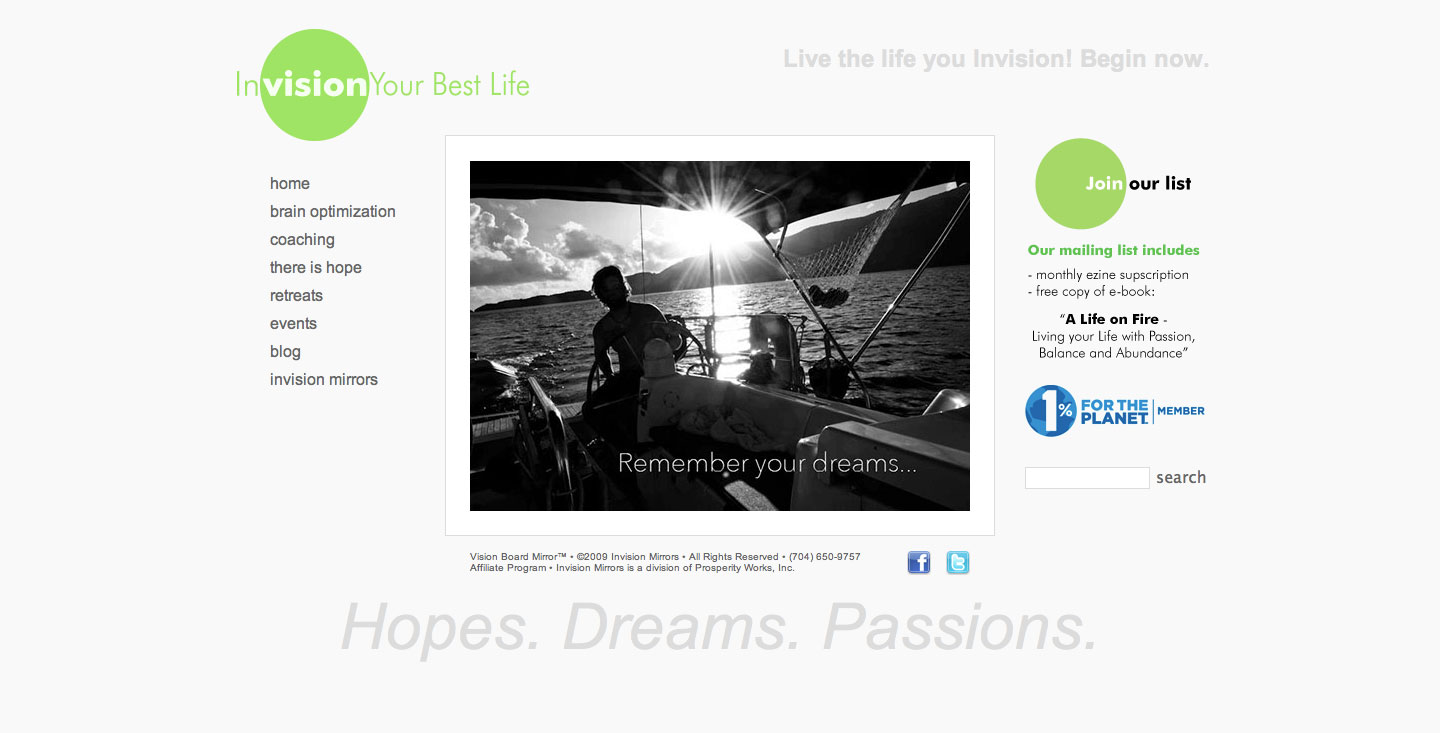 InvisionYour Best Life
Live the life you Invision! Begin now.
home
brain optimization
coaching
there is hope
retreats
events
blog
invision mirrors
Remember your dreams...
Join our list
Our mailing list includes
- monthly ezine supscription
- free copy of e-book:
“A Life on Fire -
Living your Life with Passion,
Balance and Abundance”
1% FOR THE
PLANET. | MEMBER
search
Vision Board Mirror™ • ©2009 Invision Mirrors • All Rights Reserved • (704) 650-9757
Affiliate Program • Invision Mirrors is a division of Prosperity Works, Inc.
f
t
Hopes. Dreams. Passions.